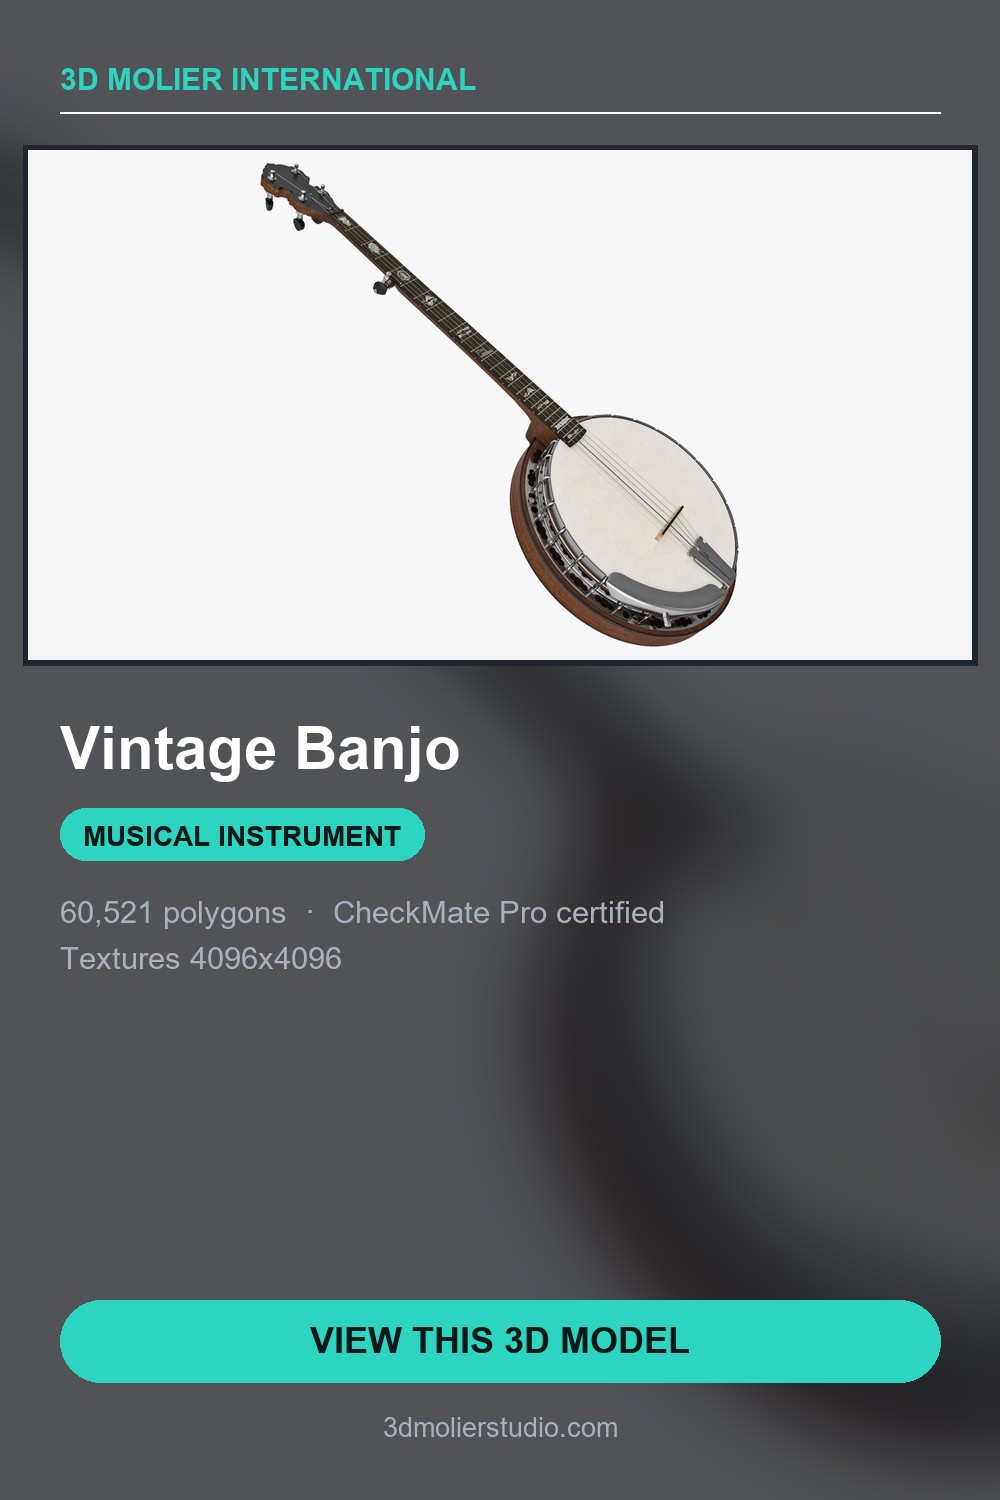 3D MOLIER INTERNATIONAL
Vintage Banjo
MUSICAL INSTRUMENT
60,521 polygons · CheckMate Pro certified
Textures 4096x4096
VIEW THIS 3D MODEL
3dmolierstudio.com